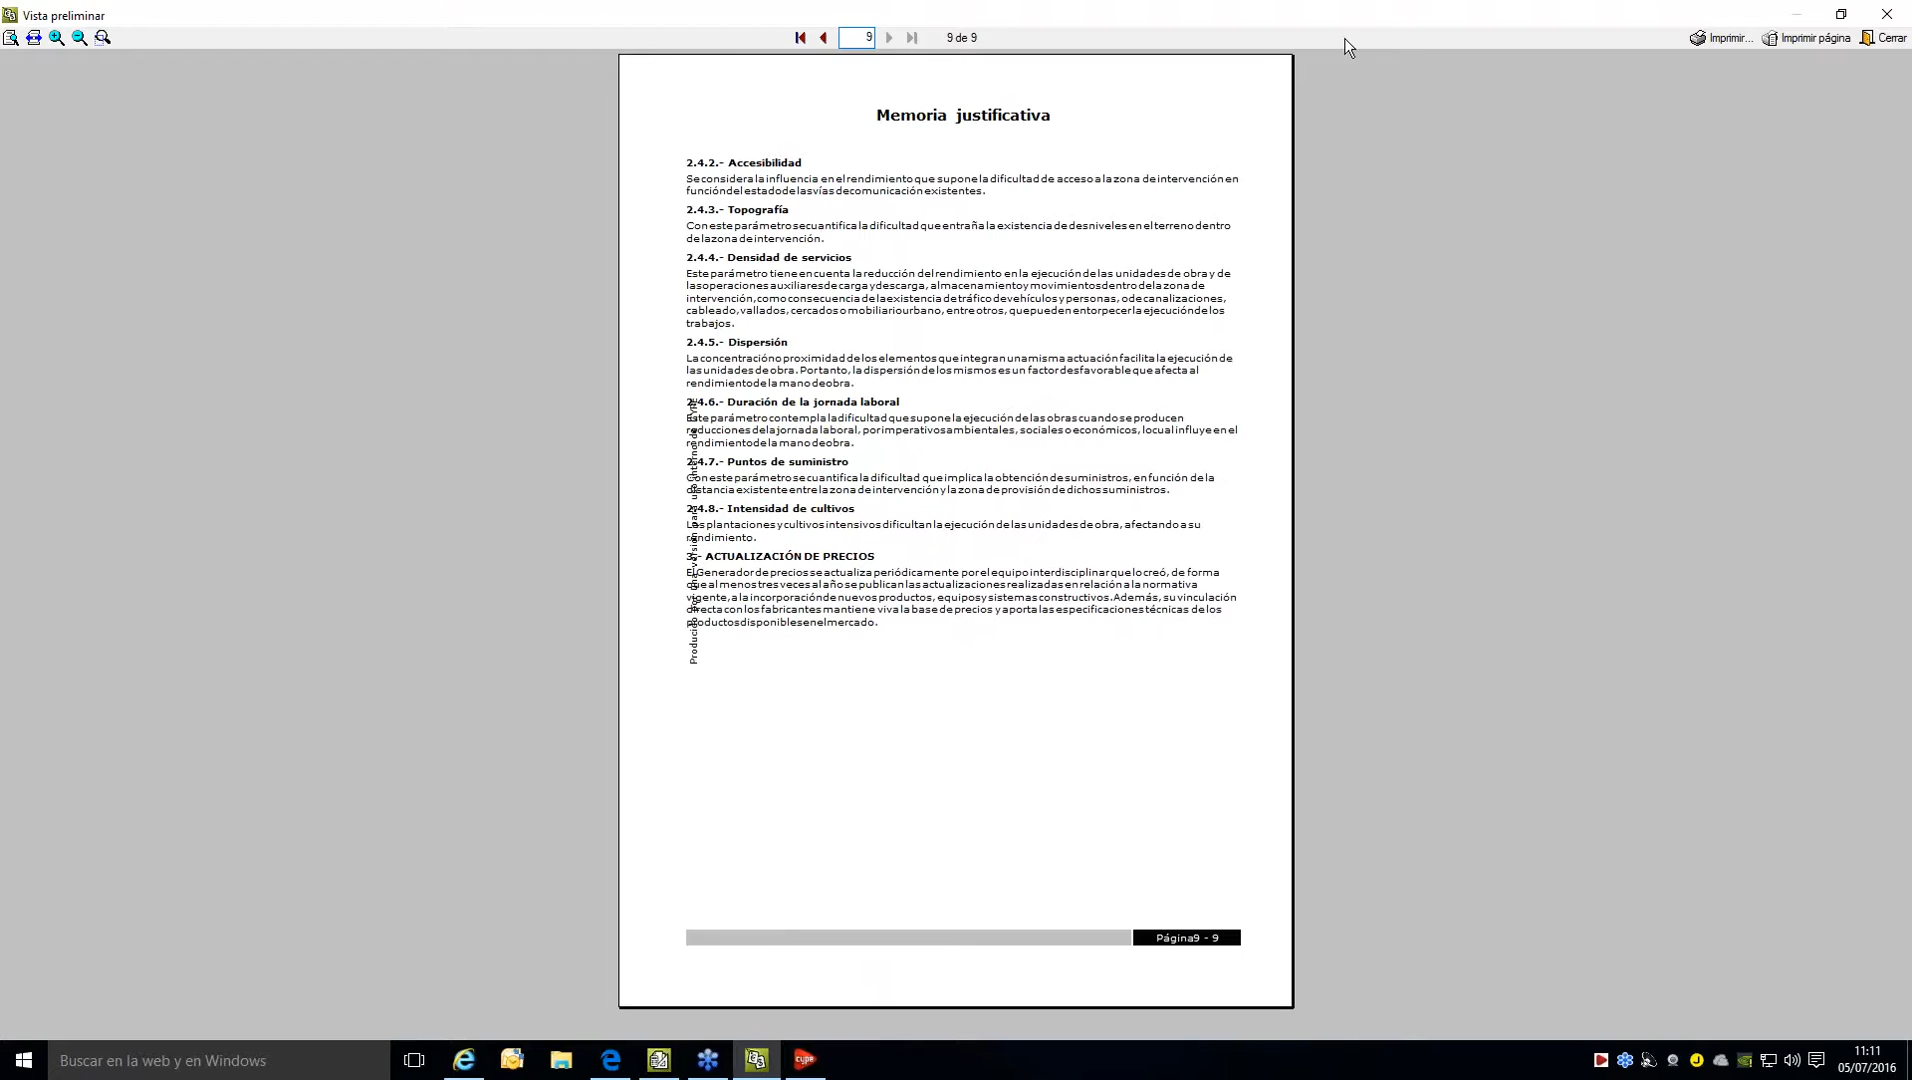 Vista preliminar
9
9 de 9
Imprimir...
Imprimir página
Cerrar
Memoria justificativa
2.4.2.- Accesibilidad
Se considera la influencia en el rendimiento que supone la dificultad de acceso a la zona de intervención en
función del estado de las vías de comunicación existentes.
2.4.3.- Topografía
Con este parámetro se cuantifica la dificultad que entraña la existencia de desniveles en el terreno dentro
de la zona de intervención.
2.4.4.- Densidad de servicios
Este parámetro tiene en cuenta la reducción del rendimiento en la ejecución de las unidades de obra y de
las operaciones auxiliares de carga y descarga, almacenamiento y movimientos dentro de la zona de
intervención, como consecuencia de la existencia de tráfico de vehículos y personas, o de canalizaciones,
cableado, vallados, cercados o mobiliario urbano, entre otros, que pueden entorpecer la ejecución de los
trabajos.
2.4.5.- Dispersión
La concentración o proximidad de los elementos que integran una misma actuación facilita la ejecución de
las unidades de obra. Por tanto, la dispersión de los mismos es un factor desfavorable que afecta al
rendimiento de la mano de obra.
2.4.6.- Duración de la jornada laboral
Este parámetro contempla la dificultad que supone la ejecución de las obras cuando se producen
reducciones de la jornada laboral, por imperativos ambientales, sociales o económicos, lo cual influye en el
rendimiento de la mano de obra.
2.4.7.- Puntos de suministro
Con este parámetro se cuantifica la dificultad que implica la obtención de suministros, en función de la
distancia existente entre la zona de intervención y la zona de provisión de dichos suministros.
2.4.8.- Intensidad de cultivos
Las plantaciones y cultivos intensivos dificultan la ejecución de las unidades de obra, afectando a su
rendimiento.
3.- ACTUALIZACIÓN DE PRECIOS
El Generador de precios se actualiza periódicamente por el equipo interdisciplinar que lo creó, de forma
que al menos tres veces al año se publican las actualizaciones realizadas en relación a la normativa
vigente, a la incorporación de nuevos productos, equipos y sistemas constructivos. Además, su vinculación
directa con los fabricantes mantiene viva la base de precios y aporta las especificaciones técnicas de los
productos disponibles en el mercado.
Producido por una versión para uso interno de CYPE
Página9 - 9
Buscar en la web y en Windows
cype
11:11
05/07/2016